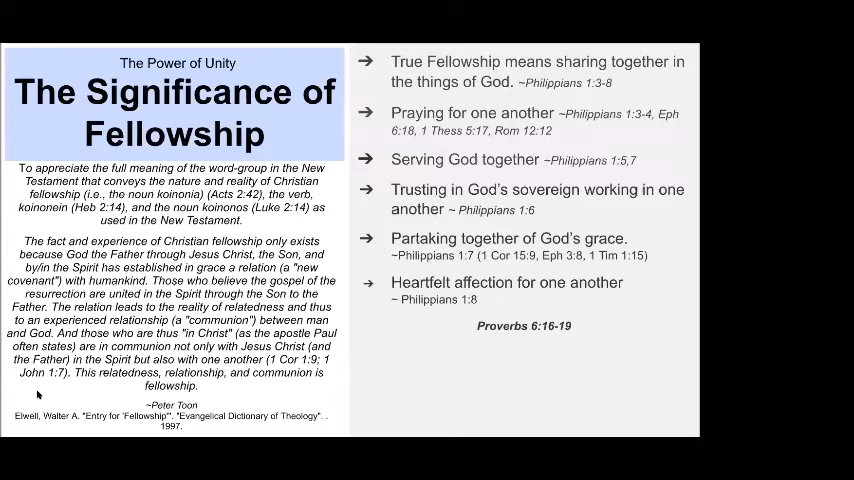 The Power of Unity
The Significance of
Fellowship
To appreciate the full meaning of the word-group in the New
Testament that conveys the nature and reality of Christian
fellowship (i.e., the noun koinonia) (Acts 2:42), the verb,
koinonein (Heb 2:14), and the noun koinonos (Luke 2:14) as
used in the New Testament.
The fact and experience of Christian fellowship only exists
because God the Father through Jesus Christ, the Son, and
by/in the Spirit has established in grace a relation (a "new
covenant") with humankind. Those who believe the gospel of the
resurrection are united in the Spirit through the Son to the
Father. The relation leads to the reality of relatedness and thus
to an experienced relationship (a "communion") between man
and God. And those who are thus "in Christ" (as the apostle Paul
often states) are in communion not only with Jesus Christ (and
the Father) in the Spirit but also with one another (1 Cor 1:9; 1
John 1:7). This relatedness, relationship, and communion is
fellowship.
~Peter Toon
Elwell, Walter A. "Entry for 'Fellowship'". "Evangelical Dictionary of Theology". .
1997.
➔ True Fellowship means sharing together in
the things of God. ~Philippians 1:3-8
➔ Praying for one another ~Philippians 1:3-4, Eph
6:18, 1 Thess 5:17, Rom 12:12
➔ Serving God together ~Philippians 1:5,7
➔ Trusting in God's sovereign working in one
another ~ Philippians 1:6
➔ Partaking together of God's grace.
~Philippians 1:7 (1 Cor 15:9, Eph 3:8, 1 Tim 1:15)
➔ Heartfelt affection for one another
~ Philippians 1:8
Proverbs 6:16-19